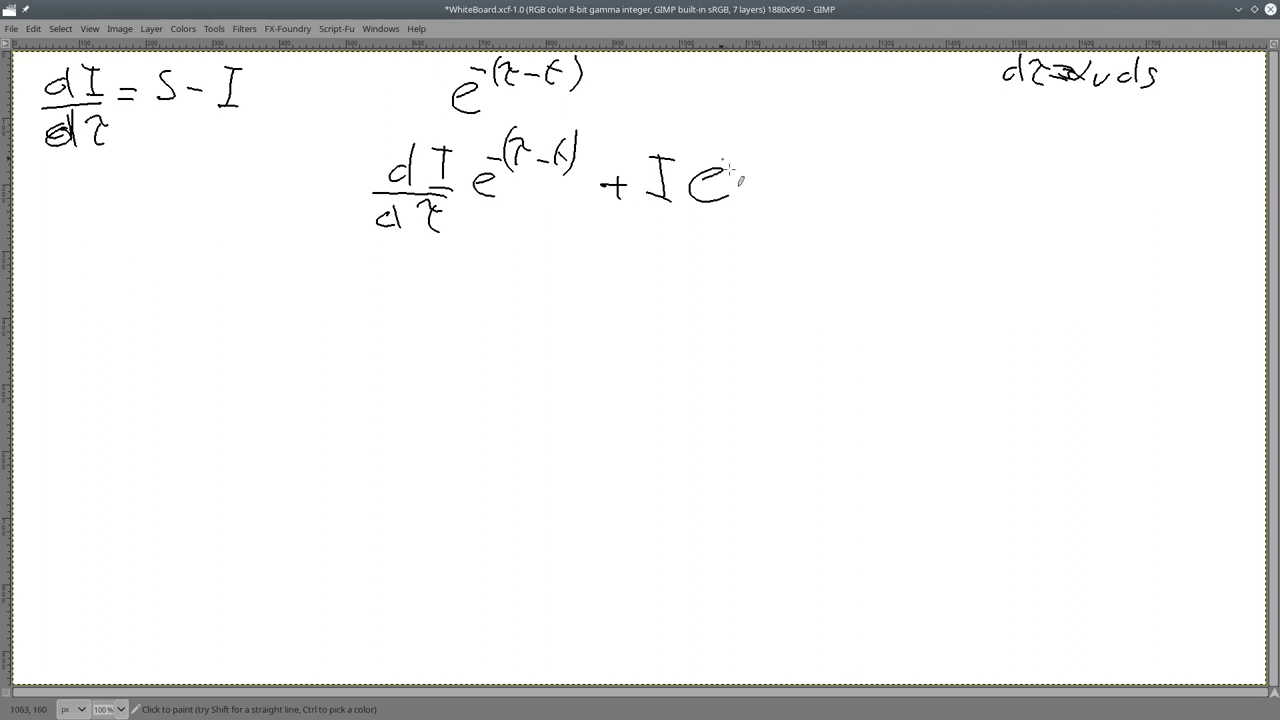 *WhiteBoard.xcf-1.0 (RGB color 8-bit gamma integer, GIMP built-in sRGB, 7 layers) 1880x950 – GIMP
File Edit Select View Image Layer Colors Tools Filters FX-Foundry Script-Fu Windows Help
dI/dτ = S - I
e^{-(τ-t)}
dτ=α_ν ds
dI/dτ e^{-(τ-t)} + I e
1063, 160 px 100% Click to paint (try Shift for a straight line, Ctrl to pick a color)